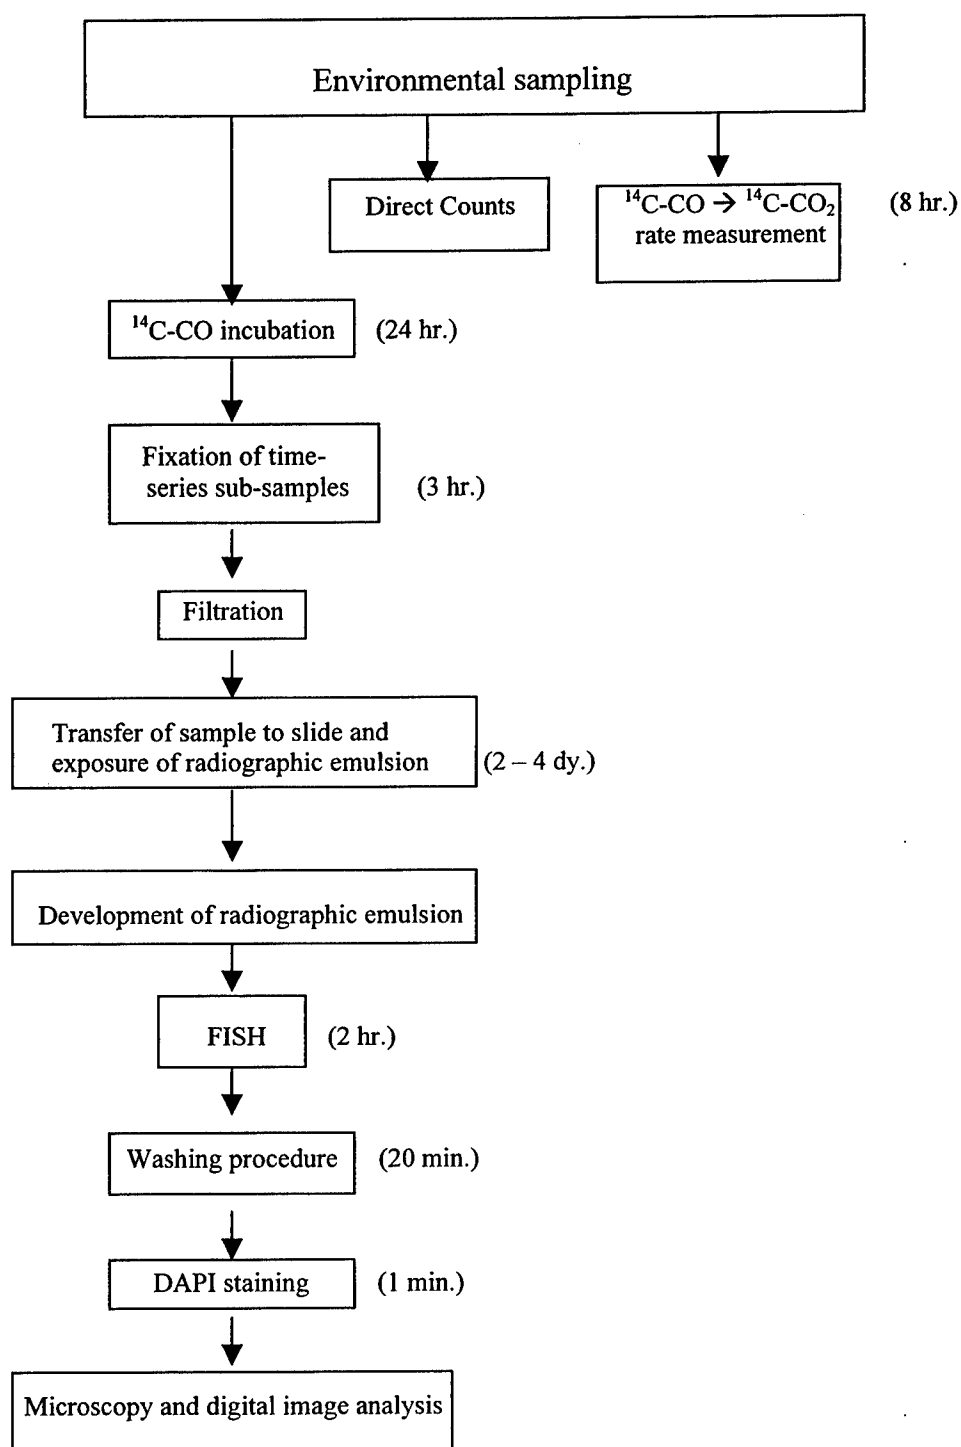 Environmental sampling
Direct Counts
¹⁴C-CO → ¹⁴C-CO₂
rate measurement
(8 hr.)
¹⁴C-CO incubation
(24 hr.)
Fixation of time-
series sub-samples
(3 hr.)
Filtration
Transfer of sample to slide and
exposure of radiographic emulsion
(2 – 4 dy.)
Development of radiographic emulsion
FISH
(2 hr.)
Washing procedure
(20 min.)
DAPI staining
(1 min.)
Microscopy and digital image analysis